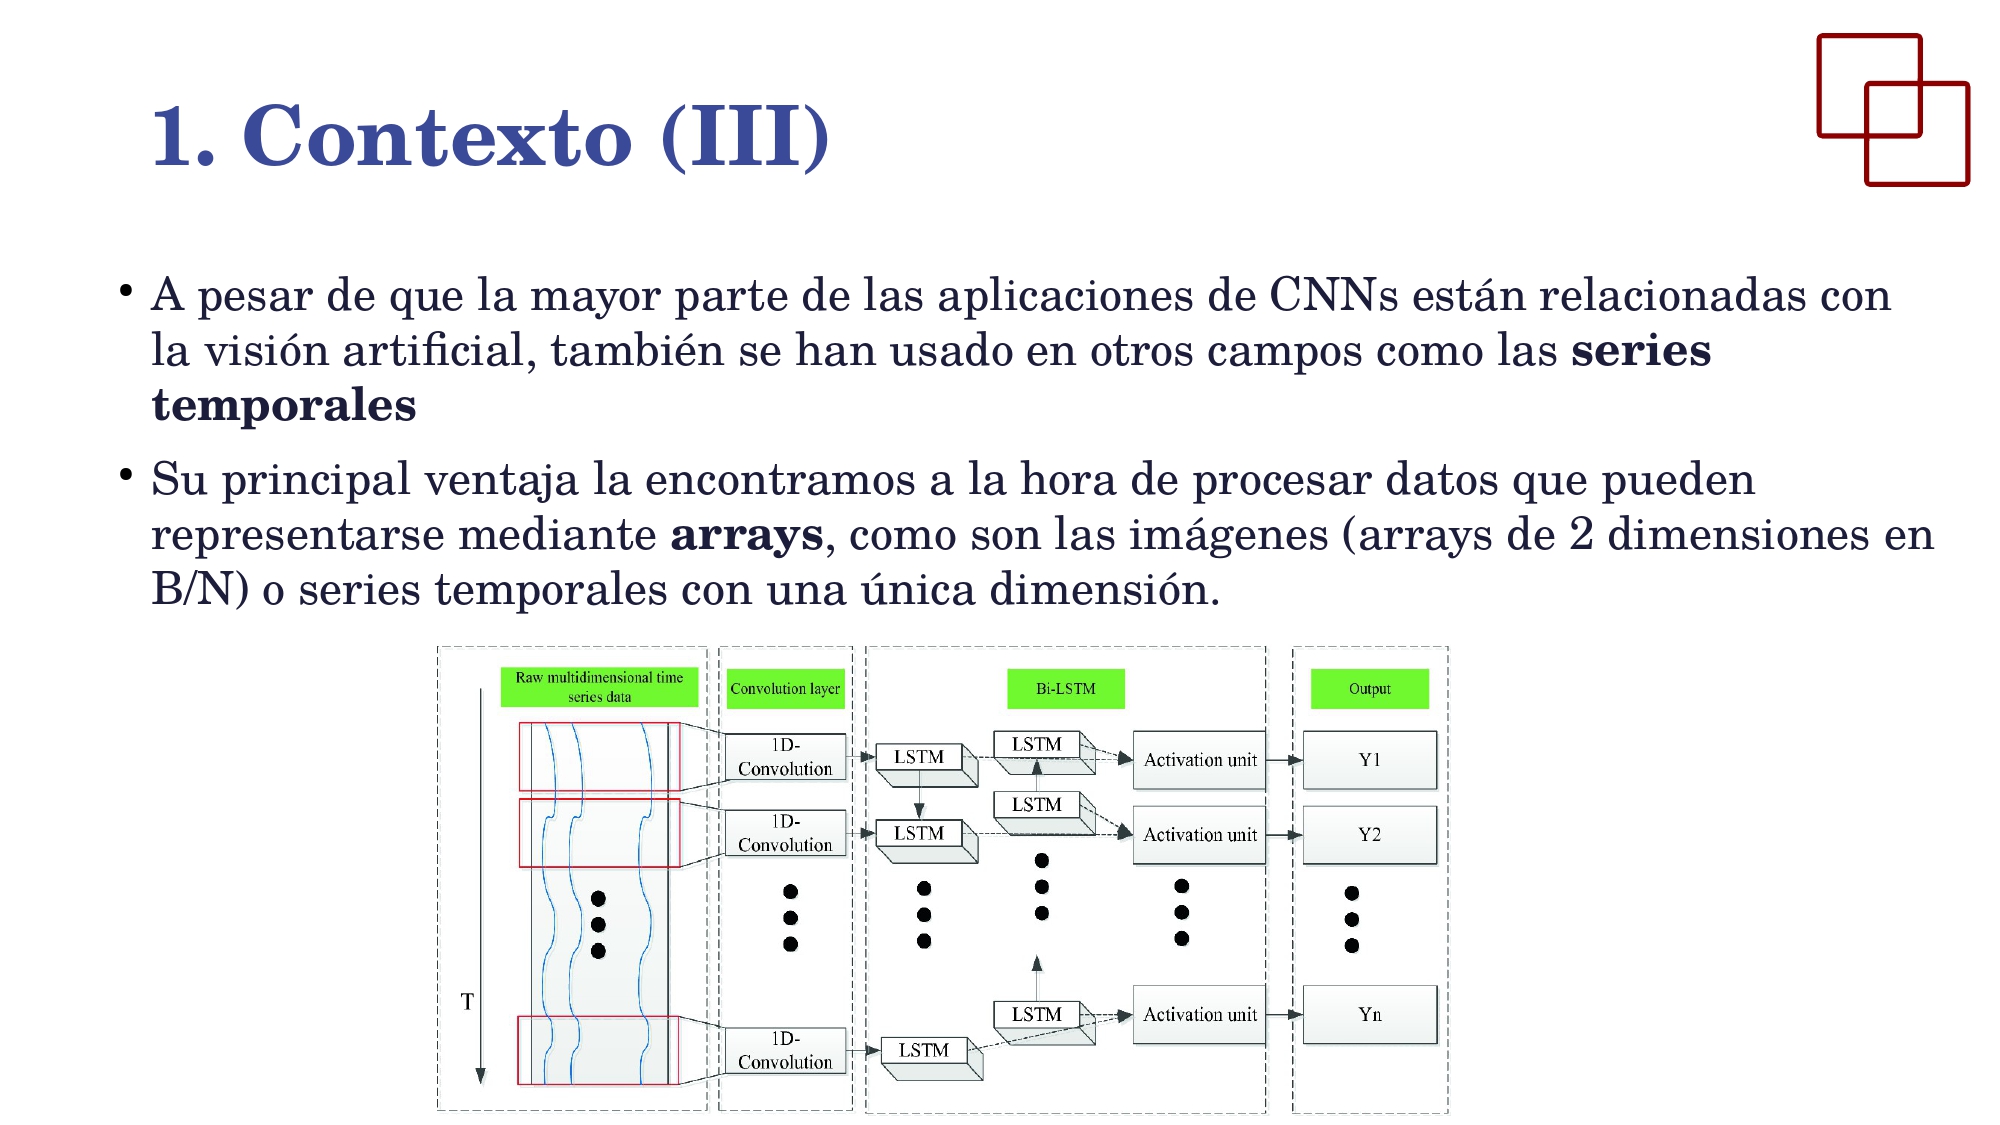 1. Contexto (III)
• A pesar de que la mayor parte de las aplicaciones de CNNs están relacionadas con
la visión artificial, también se han usado en otros campos como las series
temporales
• Su principal ventaja la encontramos a la hora de procesar datos que pueden
representarse mediante arrays, como son las imágenes (arrays de 2 dimensiones en
B/N) o series temporales con una única dimensión.
Raw multidimensional time
series data
Convolution layer
Bi-LSTM
Output
1D-
Convolution
LSTM
LSTM
Activation unit
Y1
1D-
Convolution
LSTM
LSTM
Activation unit
Y2
T
1D-
Convolution
LSTM
LSTM
Activation unit
Yn